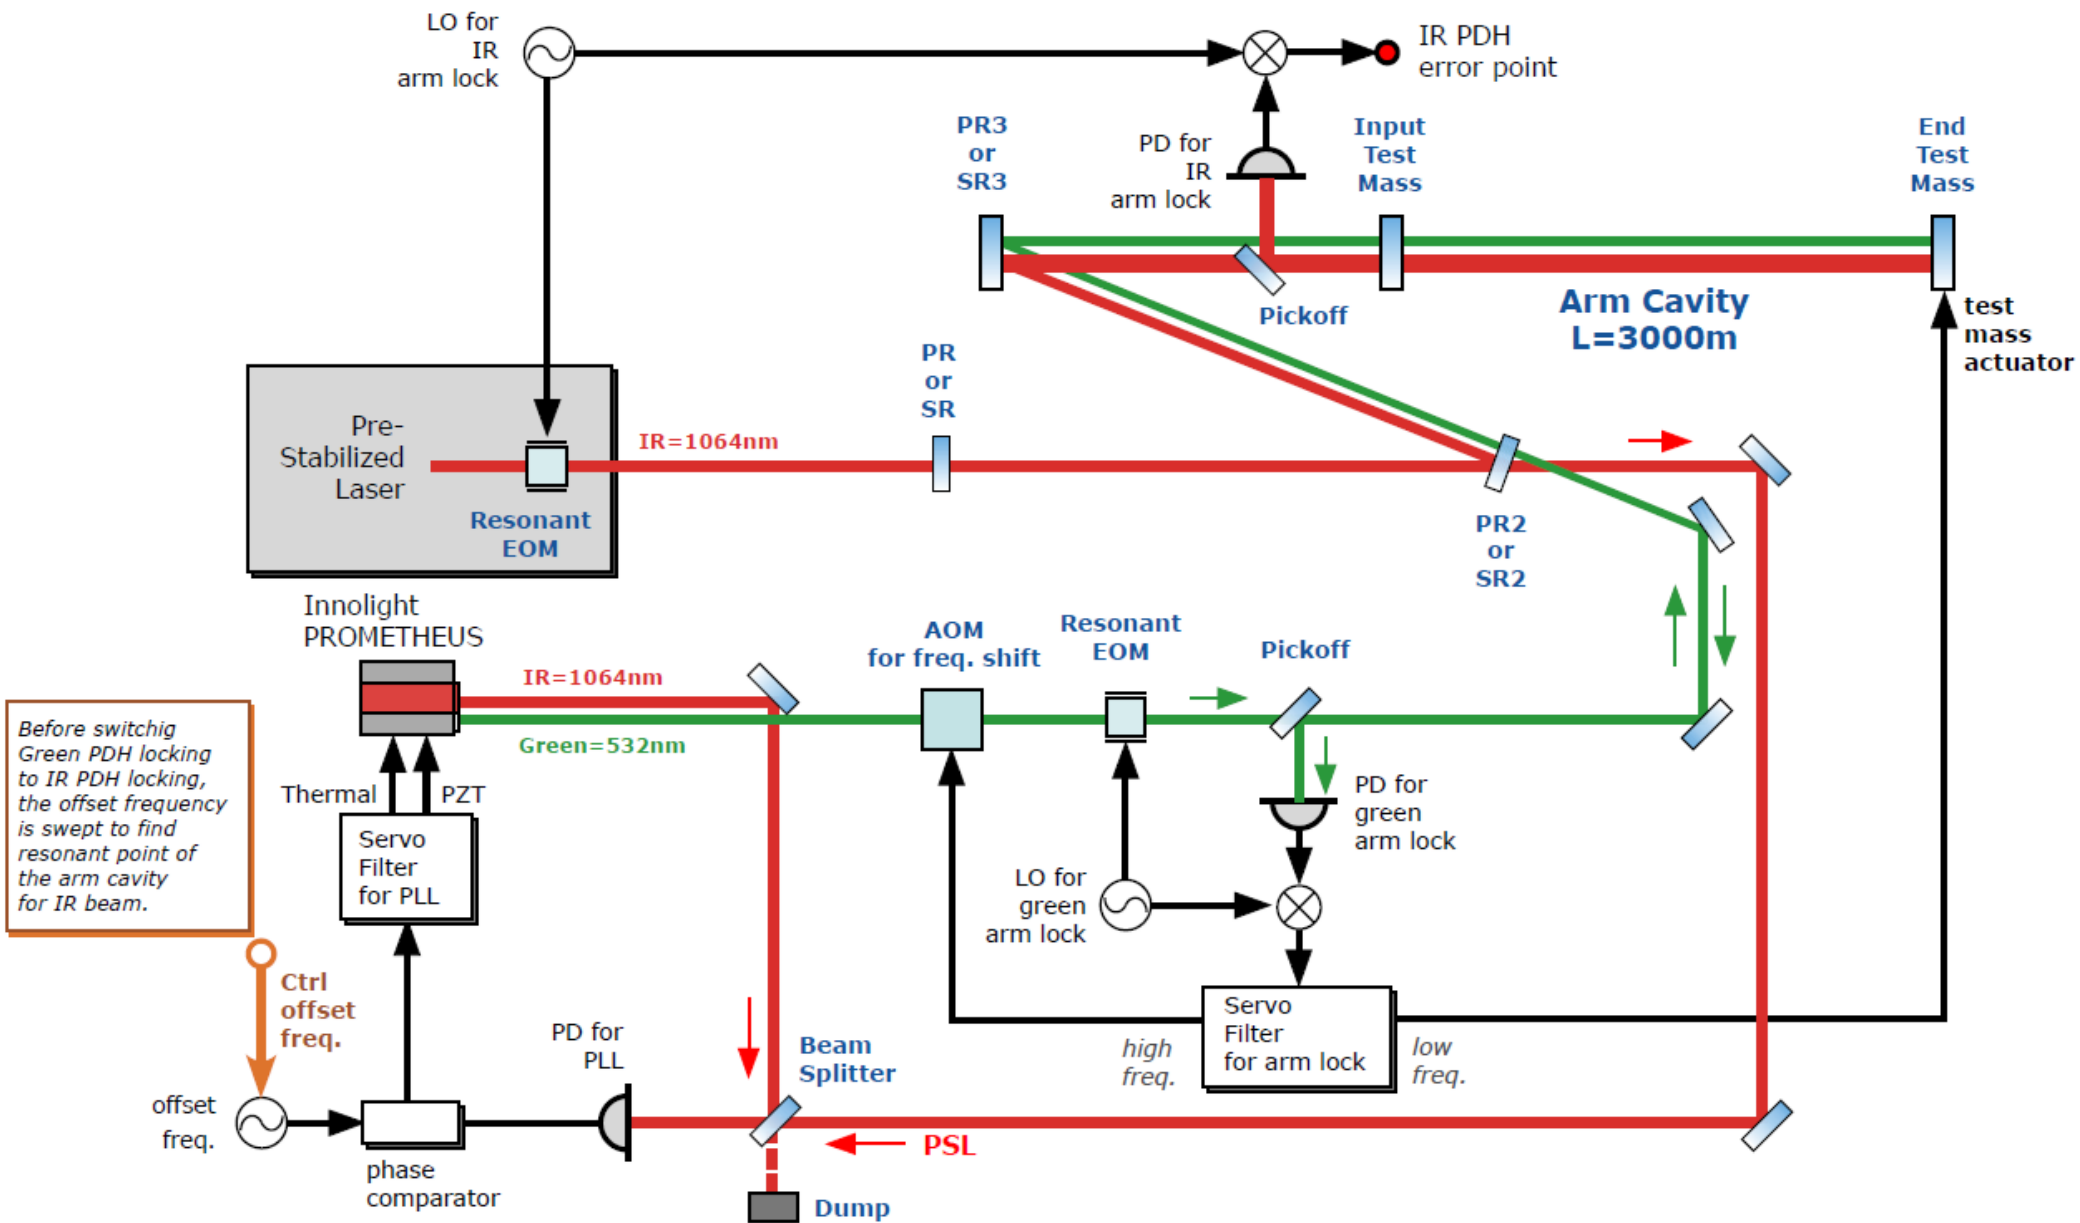 LO for
IR
arm lock
IR PDH
error point
PR3
or
SR3
PD for
IR
arm lock
Input
Test
Mass
End
Test
Mass
Pickoff
Arm Cavity
L=3000m
test
mass
actuator
PR
or
SR
Pre-
Stabilized
Laser
IR=1064nm
Resonant
EOM
PR2
or
SR2
Innolight
PROMETHEUS
IR=1064nm
Green=532nm
AOM
for freq. shift
Resonant
EOM
Pickoff
Before switchig
Green PDH locking
to IR PDH locking,
the offset frequency
is swept to find
resonant point of
the arm cavity
for IR beam.
Thermal
PZT
Servo
Filter
for PLL
PD for
green
arm lock
LO for
green
arm lock
Ctrl
offset
freq.
Servo
Filter
for arm lock
high
freq.
low
freq.
PD for
PLL
Beam
Splitter
offset
freq.
phase
comparator
PSL
Dump